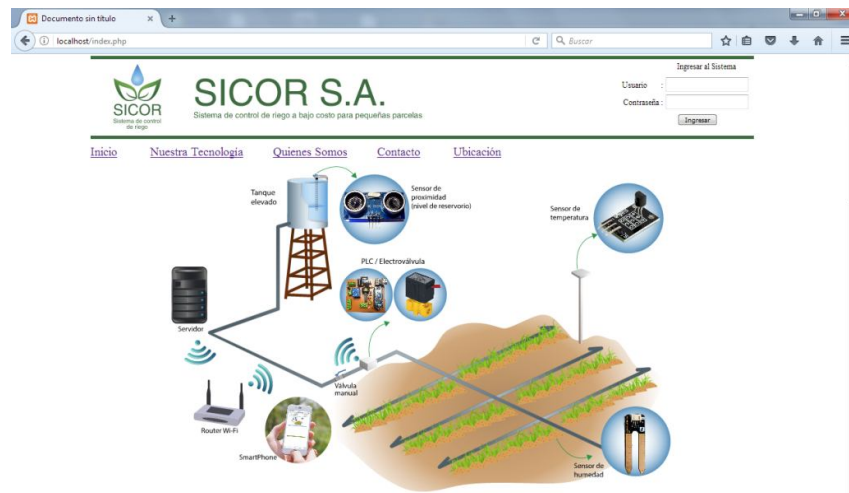 Documento sin título
localhost/index.php
Buscar
SICOR
Sistema de control
de riego
SICOR S.A.
Sistema de control de riego a bajo costo para pequeñas parcelas
Ingresar al Sistema
Usuario :
Contraseña :
Ingresar
Inicio Nuestra Tecnología Quienes Somos Contacto Ubicación
Tanque
elevado
Sensor de
proximidad
(nivel de reservorio)
Sensor de
temperatura
PLC / Electroválvula
Servidor
Válvula
manual
Router Wi-Fi
SmartPhone
Sensor de
humedad